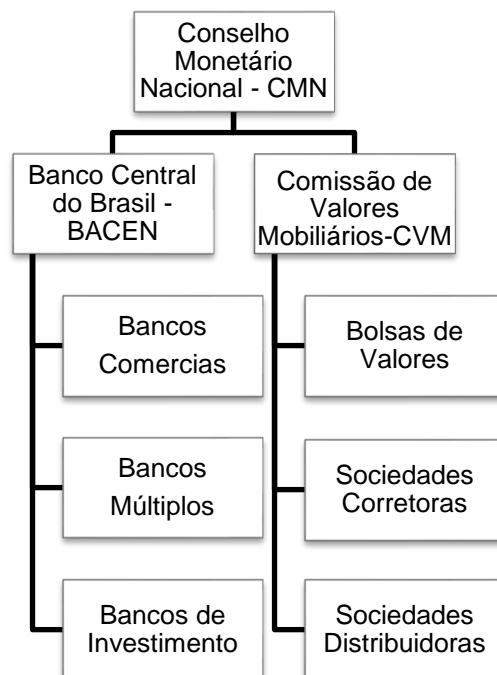 Conselho
Monetário
Nacional - CMN
Banco Central
do Brasil -
BACEN
Comissão de
Valores
Mobiliários-CVM
Bancos
Comercias
Bolsas de
Valores
Bancos
Múltiplos
Sociedades
Corretoras
Bancos de
Investimento
Sociedades
Distribuidoras